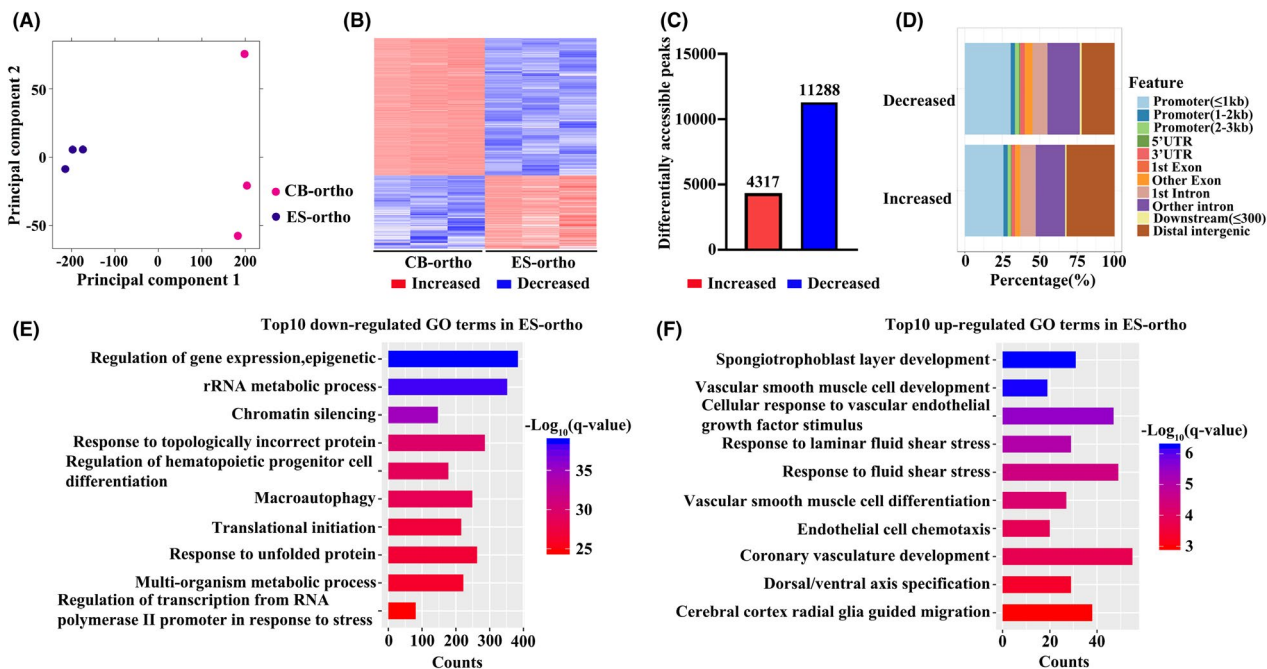 (A)
Principal component 2
50
0
-50
-200
-100
0
100
200
Principal component 1
CB-ortho
ES-ortho
(B)
CB-ortho
ES-ortho
Increased
Decreased
(C)
Differentially accessible peaks
15000
10000
5000
0
4317
11288
Increased
Decreased
(D)
Decreased
Increased
0
25
50
75
100
Percentage(%)
Feature
Promoter(≤1kb)
Promoter(1-2kb)
Promoter(2-3kb)
5'UTR
3'UTR
1st Exon
Other Exon
1st Intron
Orther intron
Downstream(≤300)
Distal intergenic
(E)
Top10 down-regulated GO terms in ES-ortho
Regulation of gene expression,epigenetic
rRNA metabolic process
Chromatin silencing
Response to topologically incorrect protein
Regulation of hematopoietic progenitor cell
differentiation
Macroautophagy
Translational initiation
Response to unfolded protein
Multi-organism metabolic process
Regulation of transcription from RNA
polymerase II promoter in response to stress
0
100
200
300
400
Counts
-Log10(q-value)
35
30
25
(F)
Top10 up-regulated GO terms in ES-ortho
Spongiotrophoblast layer development
Vascular smooth muscle cell development
Cellular response to vascular endothelial
growth factor stimulus
Response to laminar fluid shear stress
Response to fluid shear stress
Vascular smooth muscle cell differentiation
Endothelial cell chemotaxis
Coronary vasculature development
Dorsal/ventral axis specification
Cerebral cortex radial glia guided migration
0
20
40
Counts
-Log10(q-value)
6
5
4
3